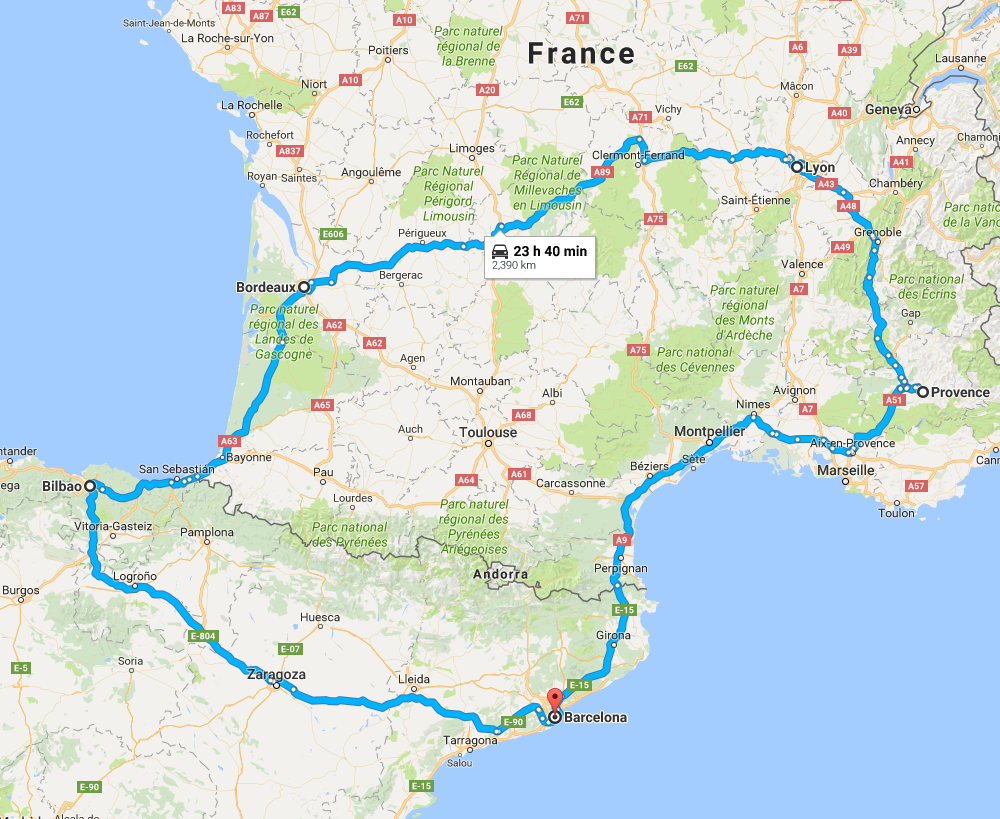 Saint-Jean-de-Monts
A83
A87
E62
A10
A71
La Roche-sur-Yon
Poitiers
Parc naturel
régional de
la Brenne
France
E62
A6
A39
Lausanne
Niort
A10
A20
Mâcon
La Rochelle
E62
A71
Vichy
A40
Geneva
Rochefort
A837
Limoges
Clermont-Ferrand
Annecy
Chamoni
Royan
Saintes
Angoulême
Parc Naturel
Régional
Périgord
Limousin
Parc Naturel
Régional de
Millevaches
en Limousin
A89
Lyon
A43
A41
Chambéry
A48
Saint-Étienne
Parc nation
de la Vanc
E606
Périgueux
A75
Grenoble
A49
23 h 40 min
2,390 km
Valence
Bordeaux
Bergerac
A7
Parc national
des Écrins
Parc naturel
régional des
Landes de
Gascogne
A62
A62
Parc naturel
régional
des Monts
d'Ardèche
Gap
Agen
A75
Parc national
des Cévennes
Montauban
Albi
Avignon
Provence
A65
A51
Nimes
A7
A68
Auch
Toulouse
Montpellier
Aix-en-Provence
A63
Bayonne
ntander
San Sebastián
Béziers
Sète
Cann
Marseille
ega
Bilbao
Pau
A64
A61
Carcassonne
A57
Lourdes
Toulon
Vitoria-Gasteiz
Pamplona
Parc national
des Pyrénées
Parc naturel
régional des
Pyrénées
Ariégeoises
A9
Perpignan
Andorra
Logroño
Burgos
E-15
Huesca
E-804
Girona
E-07
E-5
Soria
Zaragoza
Lleida
E-15
E-90
Barcelona
Tarragona
Salou
E-90
E-15
Alcala de